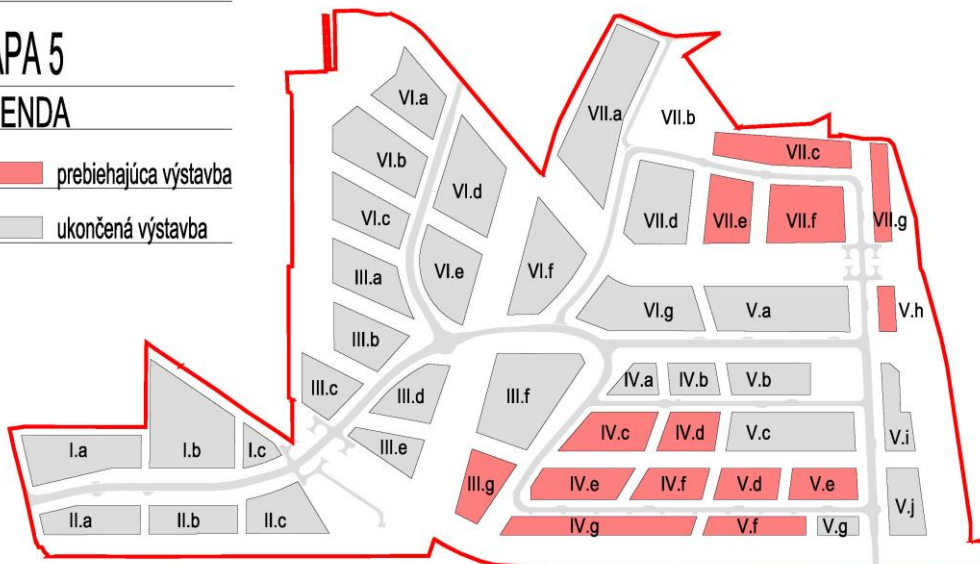 APA 5
ENDA
prebiehajúca výstavba
ukončená výstavba
VI.a
VI.b
VI.c
VI.d
VI.e
VI.f
VI.g
VII.a
VII.b
VII.c
VII.d
VII.e
VII.f
VII.g
III.a
III.b
III.c
III.d
III.e
III.f
III.g
V.a
V.h
IV.a
IV.b
V.b
IV.c
IV.d
V.c
V.i
IV.e
IV.f
V.d
V.e
V.j
IV.g
V.f
V.g
I.a
I.b
I.c
II.a
II.b
II.c